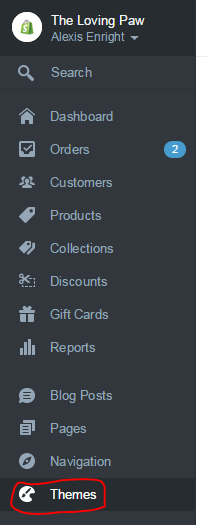 The Loving Paw
Alexis Enright
Search
Dashboard
Orders 2
Customers
Products
Collections
Discounts
Gift Cards
Reports
Blog Posts
Pages
Navigation
Themes